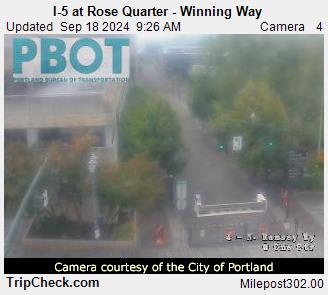 I-5 at Rose Quarter - Winning Way
Updated Sep 18 2024 9:26 AM Camera 4
PBOT
PORTLAND BUREAU OF TRANSPORTATION
Camera courtesy of the City of Portland
TripCheck.com Milepost302.00